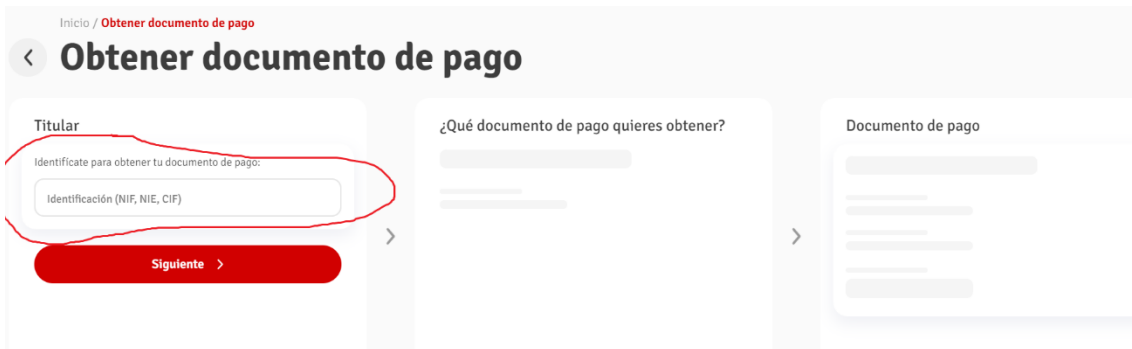 Inicio / Obtener documento de pago
Obtener documento de pago
Titular
Identifícate para obtener tu documento de pago:
Identificación (NIF, NIE, CIF)
Siguiente
¿Qué documento de pago quieres obtener?
Documento de pago